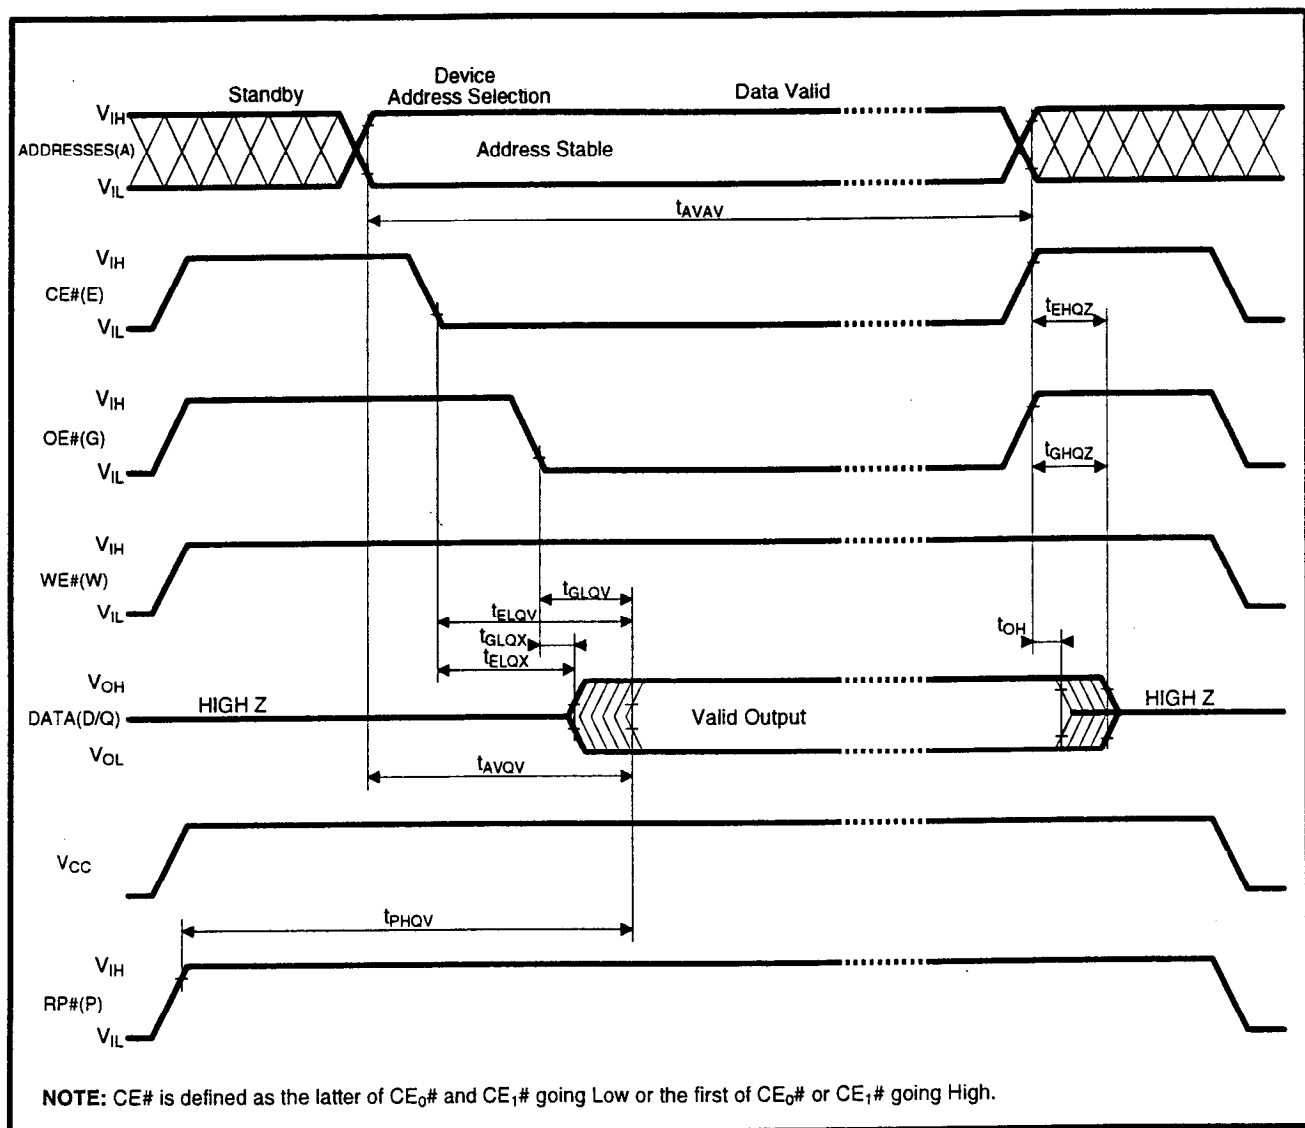 Standby
Device
Address Selection
Data Valid
VIH
ADDRESSES(A)
Address Stable
VIL
tAVAV
VIH
CE#(E)
VIL
tEHQZ
VIH
OE#(G)
VIL
tGHQZ
VIH
WE#(W)
VIL
tGLQV
tELQV
tGLQX
tOH
tELQX
VOH
HIGH Z
HIGH Z
DATA(D/Q)
Valid Output
VOL
tAVQV
VCC
tPHQV
VIH
RP#(P)
VIL
NOTE: CE# is defined as the latter of CE0# and CE1# going Low or the first of CE0# or CE1# going High.